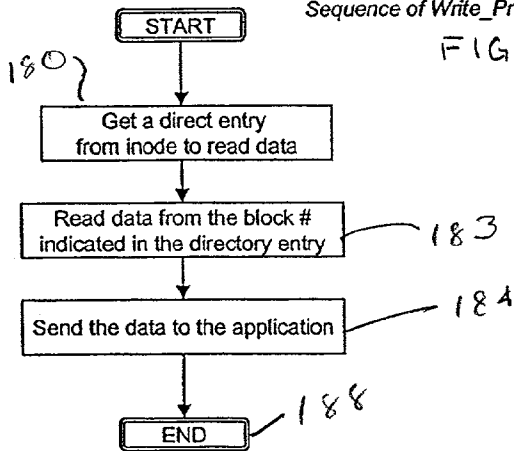 Sequence of Write_Pr
FIG
START
180
Get a direct entry
from inode to read data
Read data from the block #
indicated in the directory entry
183
Send the data to the application
184
END
188